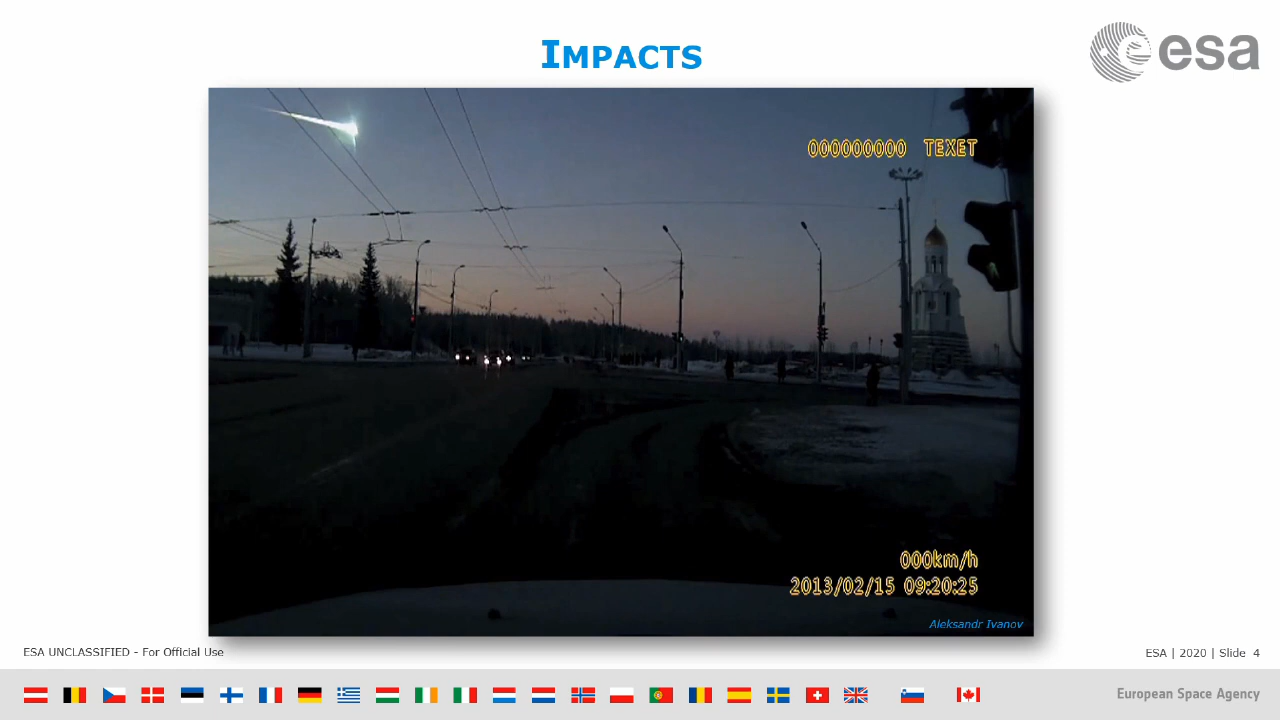 IMPACTS
esa
000000000 TEXET
000km/h
2013/02/15 09:20:25
Aleksandr Ivanov
ESA UNCLASSIFIED - For Official Use
ESA | 2020 | Slide 4
European Space Agency